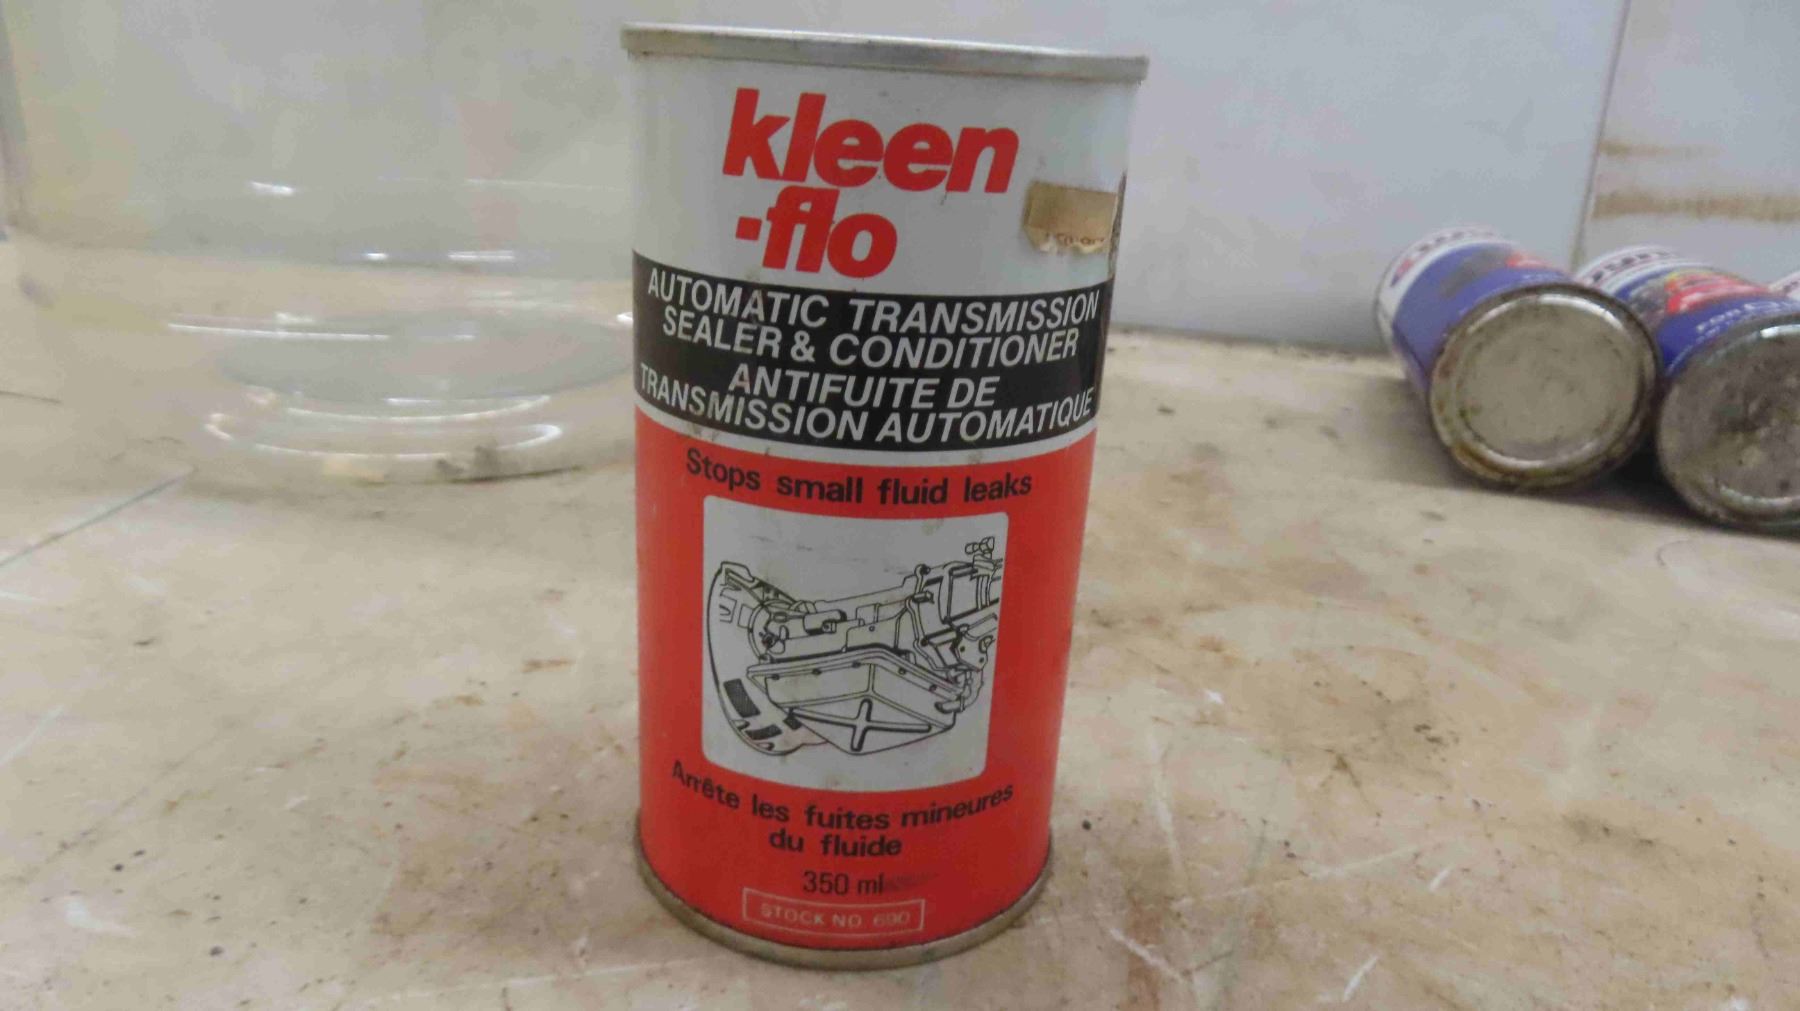 kleen
-flo
AUTOMATIC TRANSMISSION
SEALER & CONDITIONER
ANTIFUITE DE
TRANSMISSION AUTOMATIQUE
Stops small fluid leaks
Arrête les fuites mineures
du fluide
350 ml
STOCK NO. 690